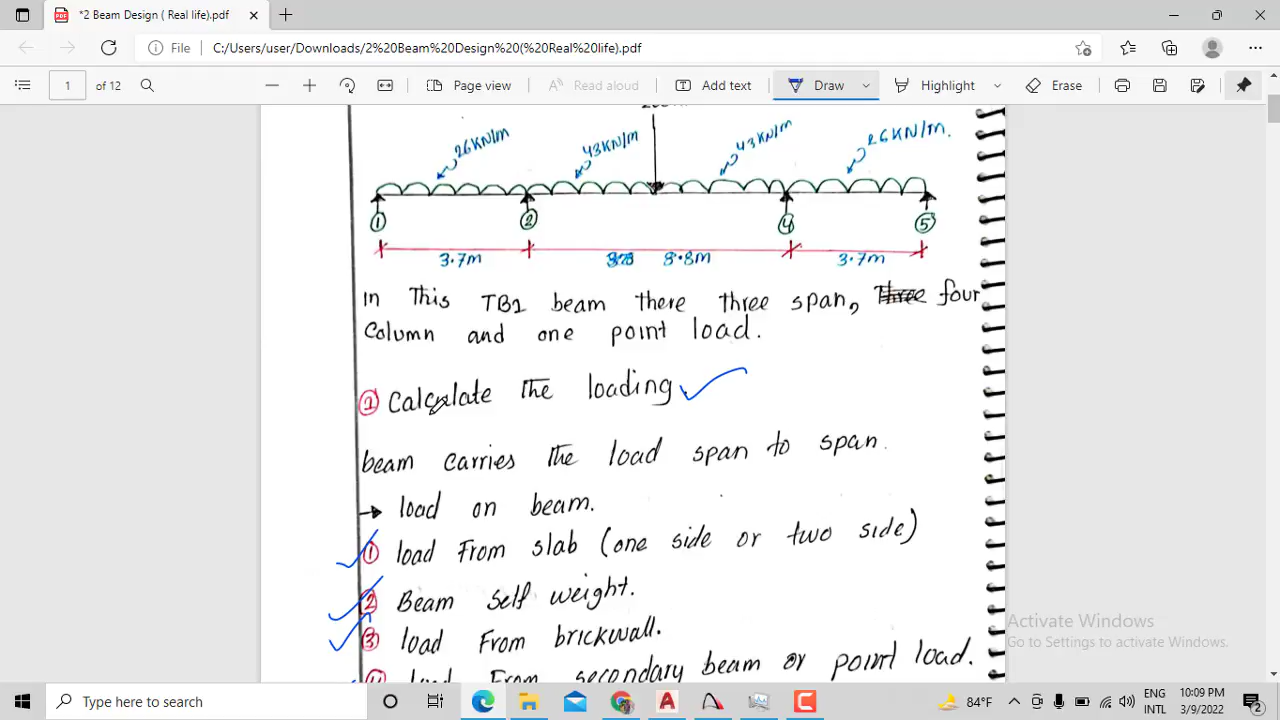 *2 Beam Design ( Real life).pdf
File C:/Users/user/Downloads/2%20Beam%20Design%20(%20Real%20life).pdf
1 of 12 Page view Read aloud Add text Draw Highlight Erase
26KN/m 43KN/m 43KN/m 26KN/m.
① ② ④ ⑤
3.7m 8.8m 3.7m
In This TB1 beam there three span, Three four
Column and one point load.
① Calculate the loading
beam carries the load span to span.
→ load on beam.
① load From slab (one side or two side)
② Beam self weight.
③ load From brickwall.
④ load From secondary beam or point load.
Activate Windows
Go to Settings to activate Windows.
Type here to search
84°F ENG INTL 10:09 PM 3/9/2022 2